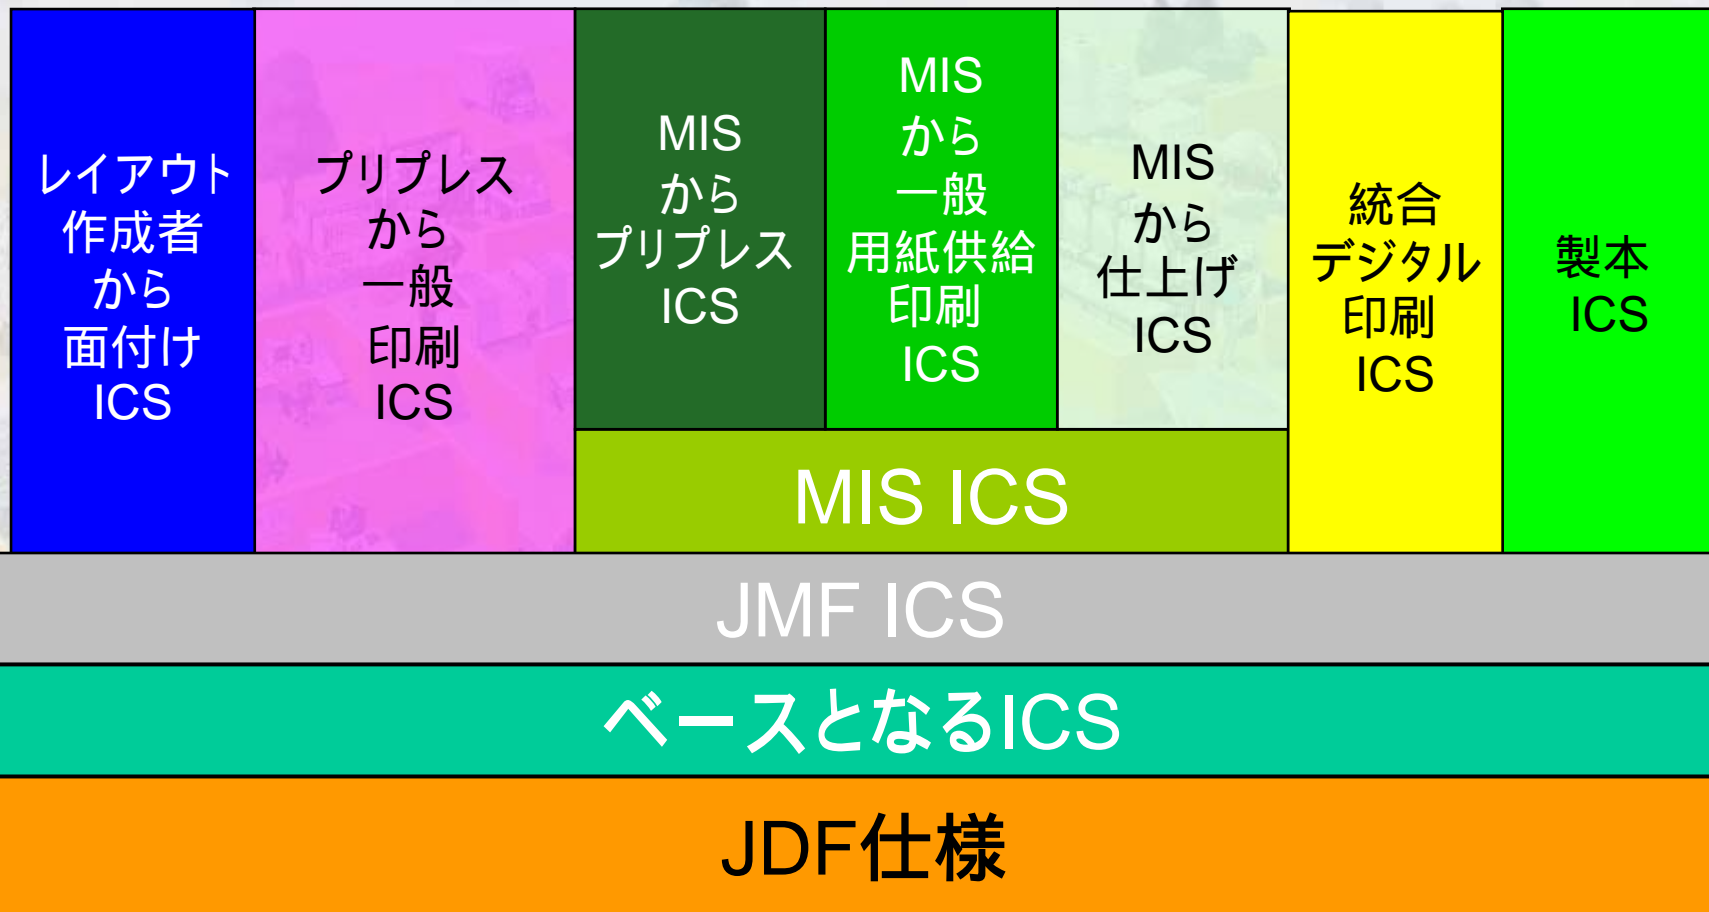 レイアウト
作成者
から
面付け
ICS
プリプレス
から
一般
印刷
ICS
MIS
から
プリプレス
ICS
MIS
から
一般
用紙供給
印刷
ICS
MIS
から
仕上げ
ICS
統合
デジタル
印刷
ICS
製本
ICS
MIS ICS
JMF ICS
ベースとなるICS
JDF仕様